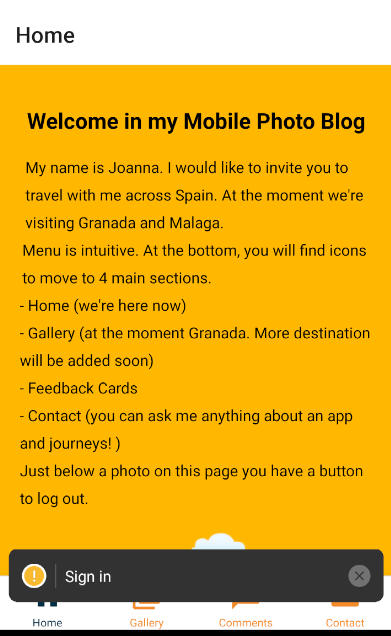 Home
Welcome in my Mobile Photo Blog
My name is Joanna. I would like to invite you to
travel with me across Spain. At the moment we're
visiting Granada and Malaga.
Menu is intuitive. At the bottom, you will find icons
to move to 4 main sections.
- Home (we're here now)
- Gallery (at the moment Granada. More destination
will be added soon)
- Feedback Cards
- Contact (you can ask me anything about an app
and journeys! )
Just below a photo on this page you have a button
to log out.
Sign in
Home Gallery Comments Contact